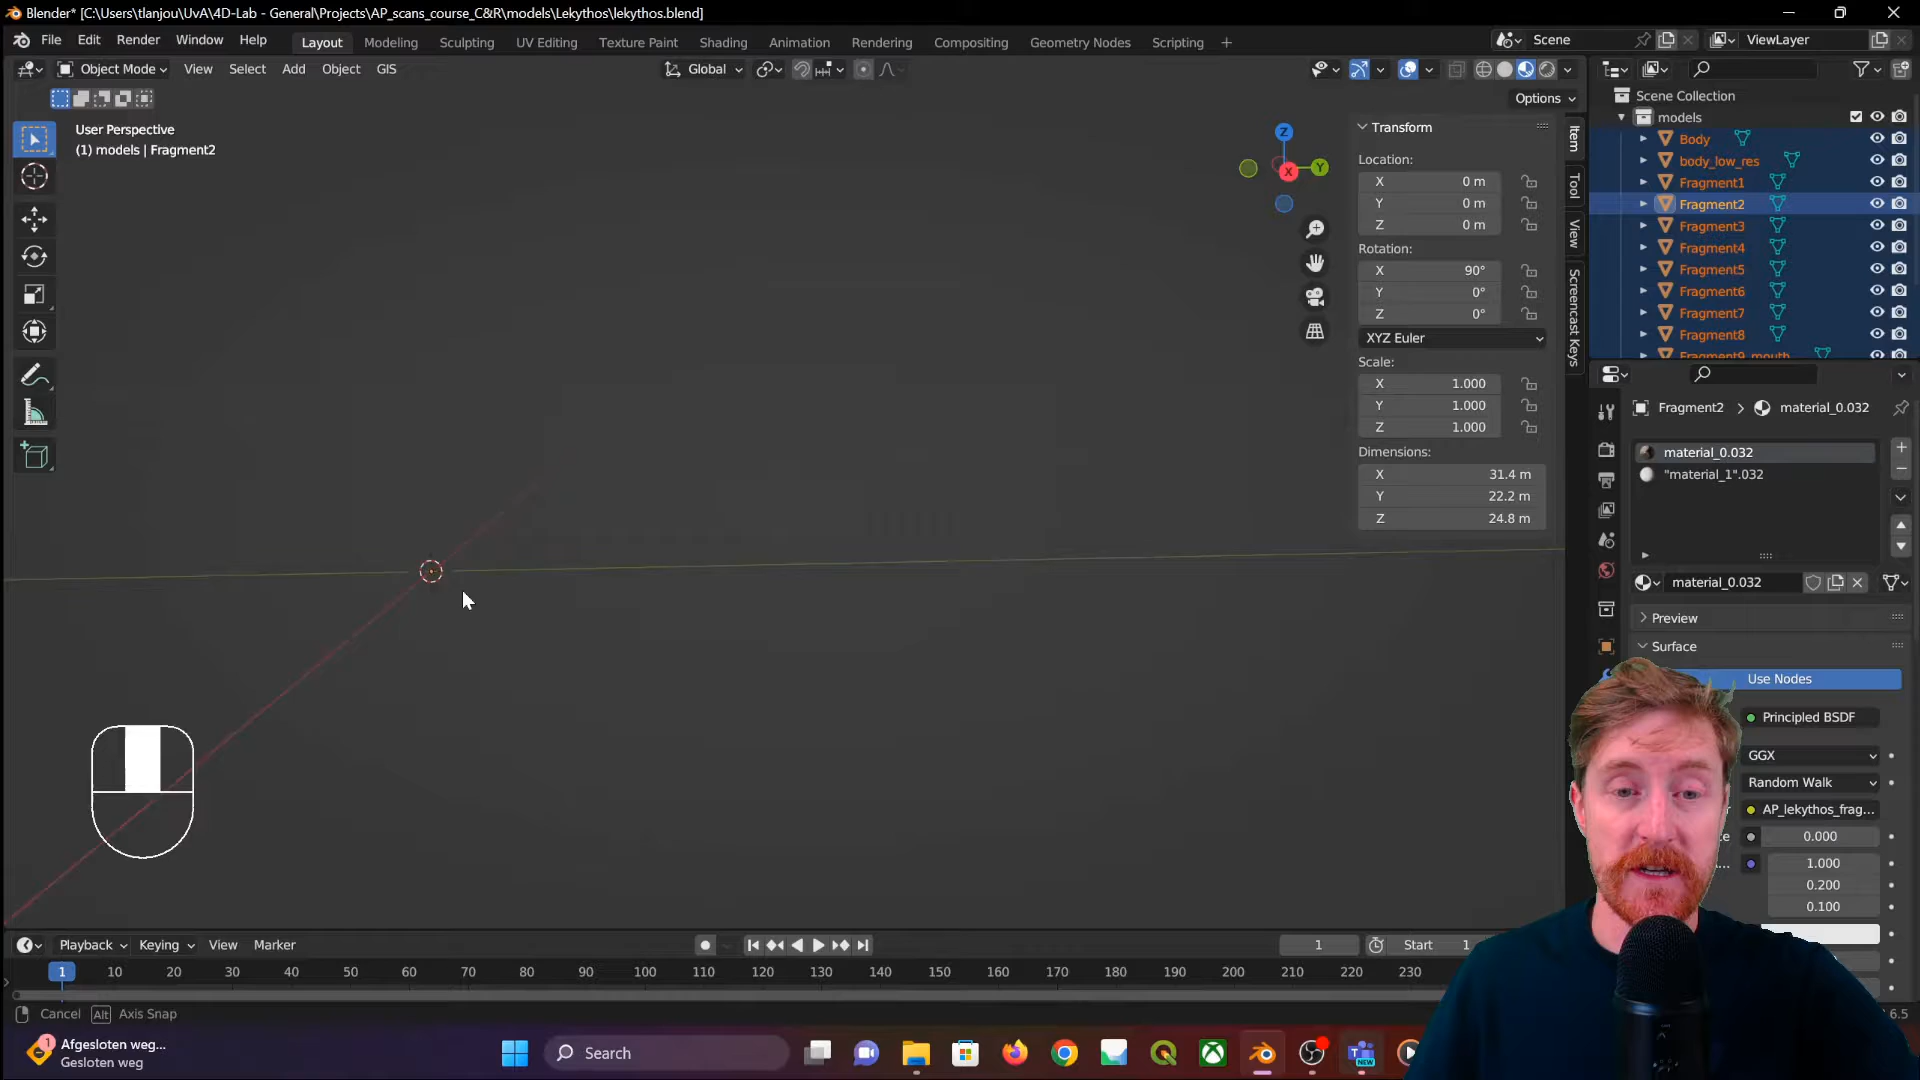 Blender* [C:\Users\tlanjou\UvA\4D-Lab - General\Projects\AP_scans_course_C&R\models\Lekythos\lekythos.blend]
File Edit Render Window Help Layout Modeling Sculpting UV Editing Texture Paint Shading Animation Rendering Compositing Geometry Nodes Scripting + Scene ViewLayer
Object Mode View Select Add Object GIS Global
Options
Scene Collection
models
Body
body_low_res
Fragment1
Fragment2
Fragment3
Fragment4
Fragment5
Fragment6
Fragment7
Fragment8
Fragment9_mouth
User Perspective
(1) models | Fragment2
Z
Y
X
Transform
Location:
X 0 m
Y 0 m
Z 0 m
Rotation:
X 90°
Y 0°
Z 0°
XYZ Euler
Scale:
X 1.000
Y 1.000
Z 1.000
Dimensions:
X 31.4 m
Y 22.2 m
Z 24.8 m
Item
Tool
View
Screencast Keys
Fragment2 > material_0.032
material_0.032
"material_1".032
material_0.032
Preview
Surface
Use Nodes
Principled BSDF
GGX
Random Walk
AP_lekythos_frag...
0.000
1.000
0.200
0.100
Playback Keying View Marker 1 Start 1
1 10 20 30 40 50 60 70 80 90 100 110 120 130 140 150 160 170 180 190 200 210 220 230
Cancel Alt Axis Snap
6.5
1 Afgesloten weg...
Gesloten weg
Search
NEW